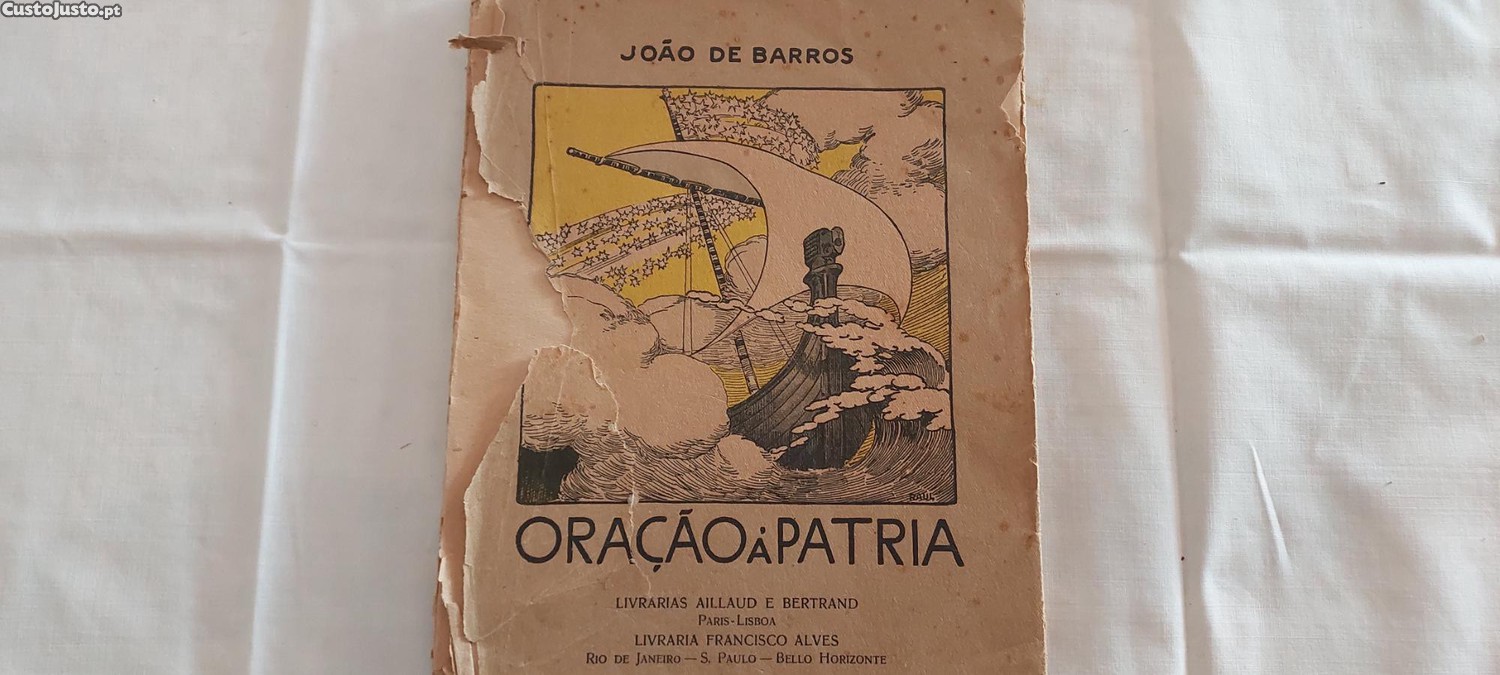 CustoJusto.pt
JOÃO DE BARROS
RAUL
ORAÇÃO Á PATRIA
LIVRARIAS AILLAUD E BERTRAND
PARIS-LISBOA
LIVRARIA FRANCISCO ALVES
RIO DE JANEIRO — S. PAULO — BELLO HORIZONTE